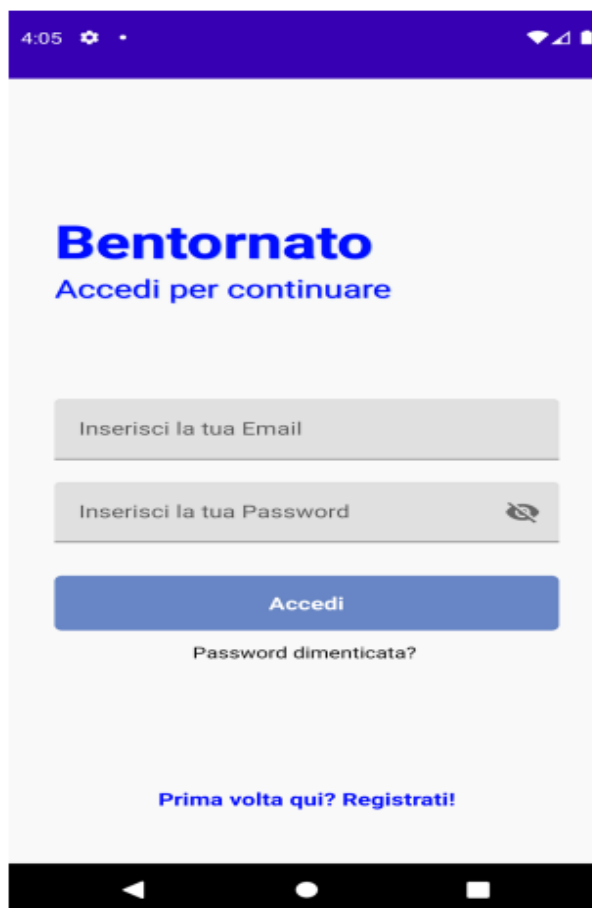 4:05
Bentornato
Accedi per continuare
Inserisci la tua Email
Inserisci la tua Password
Accedi
Password dimenticata?
Prima volta qui? Registrati!